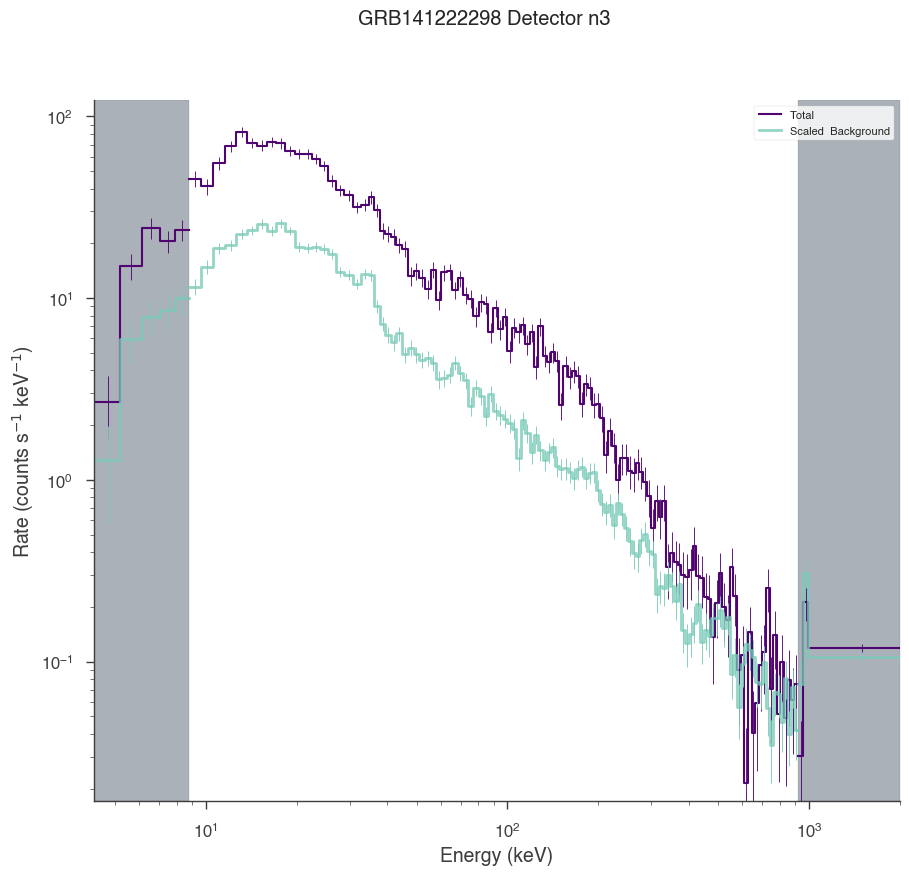 GRB141222298 Detector n3
Total
Scaled Background
10²
10¹
10⁰
10⁻¹
Rate (counts s⁻¹ keV⁻¹)
10¹
10²
10³
Energy (keV)